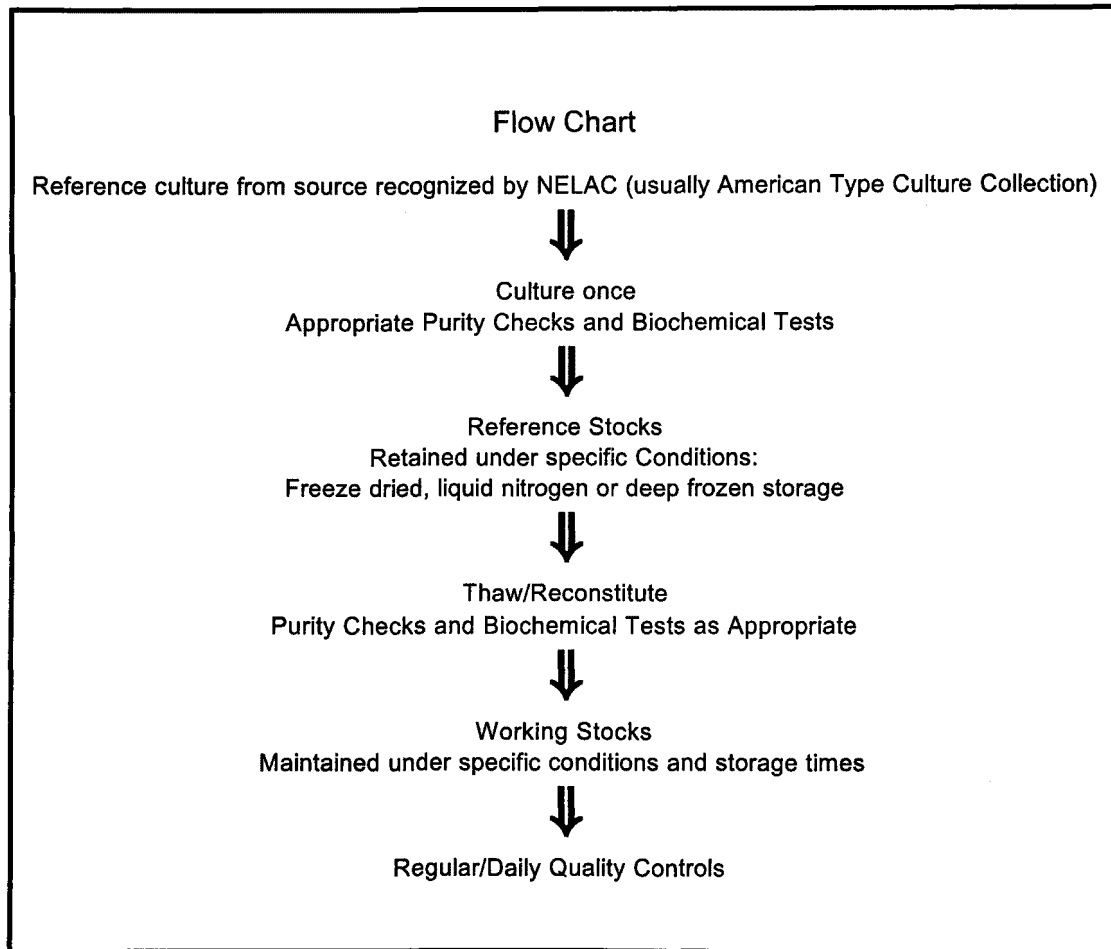 Flow Chart
Reference culture from source recognized by NELAC (usually American Type Culture Collection)
Culture once
Appropriate Purity Checks and Biochemical Tests
Reference Stocks
Retained under specific Conditions:
Freeze dried, liquid nitrogen or deep frozen storage
Thaw/Reconstitute
Purity Checks and Biochemical Tests as Appropriate
Working Stocks
Maintained under specific conditions and storage times
Regular/Daily Quality Controls